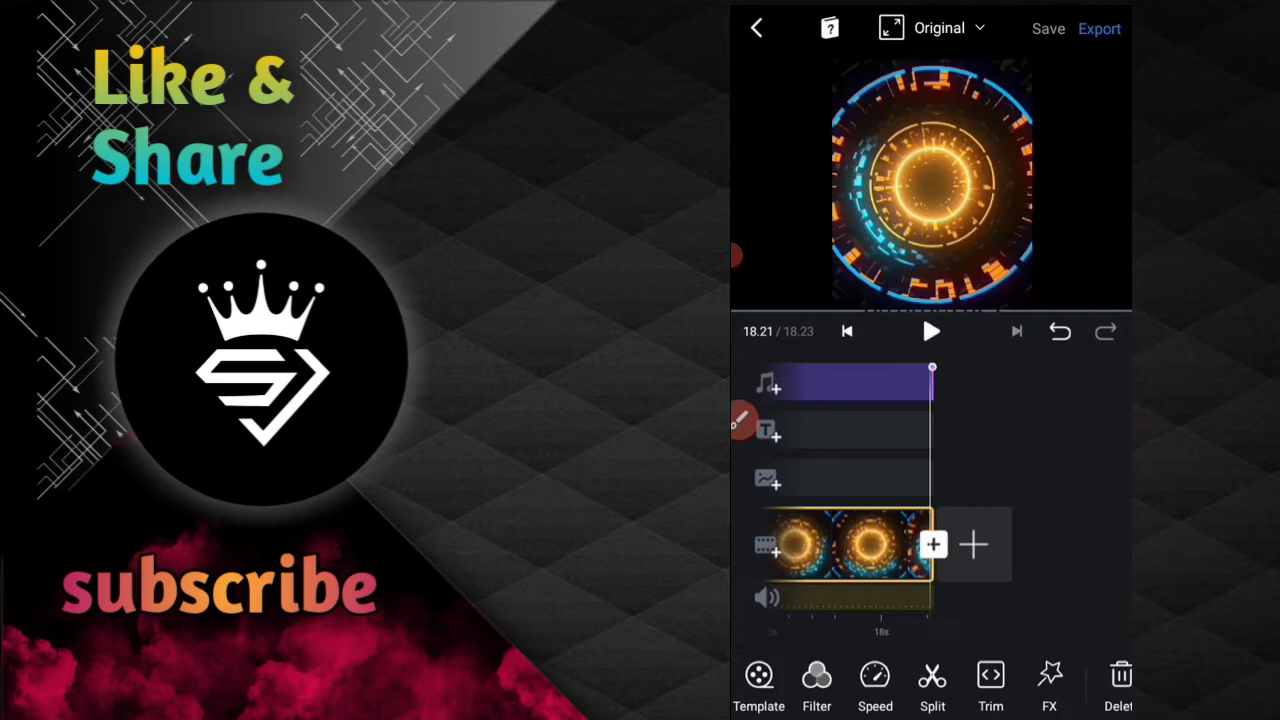 Like &
Share
subscribe
Original
Save
Export
18.21 / 18.23
18s
Template
Filter
Speed
Split
Trim
FX
Delet